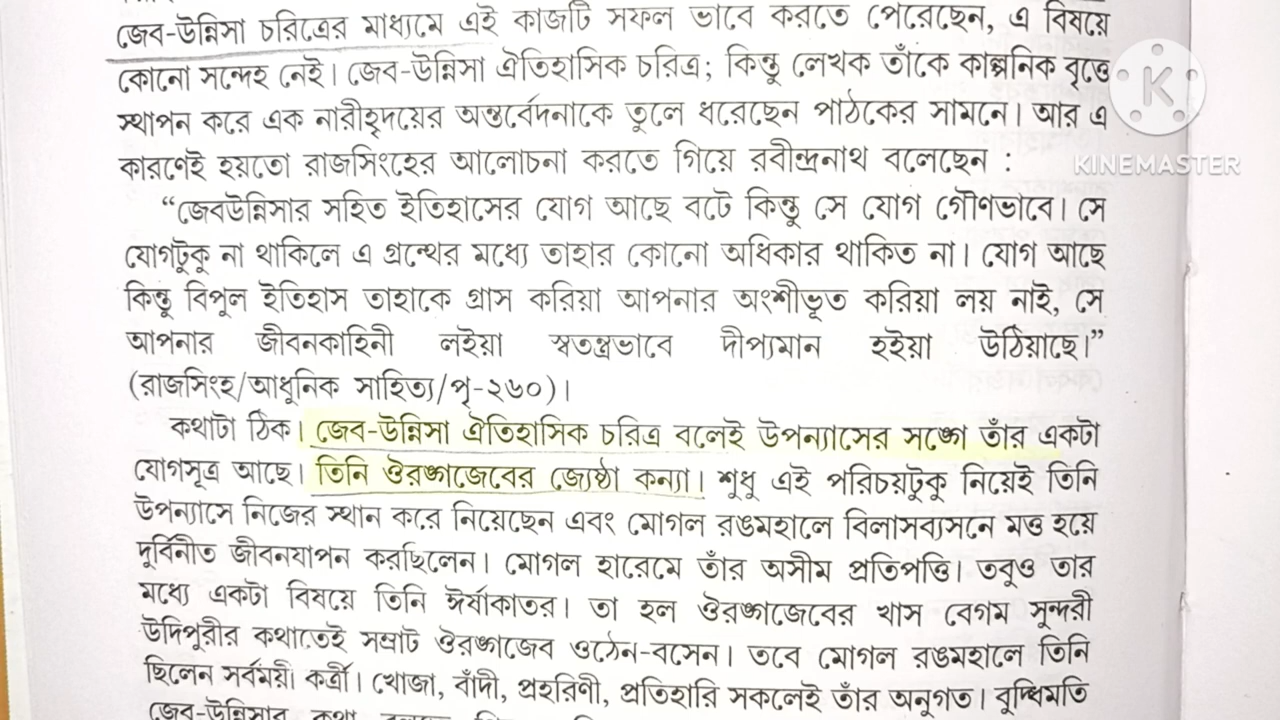 জেব-উন্নিসা চরিত্রের মাধ্যমে এই কাজটি সফল ভাবে করতে পেরেছেন, এ বিষয়ে
কোনো সন্দেহ নেই। জেব-উন্নিসা ঐতিহাসিক চরিত্র; কিন্তু লেখক তাঁকে কাল্পনিক বৃত্তে
স্থাপন করে এক নারীহৃদয়ের অন্তর্বেদনাকে তুলে ধরেছেন পাঠকের সামনে। আর এ
কারণেই হয়তো রাজসিংহের আলোচনা করতে গিয়ে রবীন্দ্রনাথ বলেছেন :
“জেবউন্নিসার সহিত ইতিহাসের যোগ আছে বটে কিন্তু সে যোগ গৌণভাবে। সে
যোগটুকু না থাকিলে এ গ্রন্থের মধ্যে তাহার কোনো অধিকার থাকিত না। যোগ আছে
কিন্তু বিপুল ইতিহাস তাহাকে গ্রাস করিয়া আপনার অংশীভূত করিয়া লয় নাই, সে
আপনার জীবনকাহিনী লইয়া স্বতন্ত্রভাবে দীপ্যমান হইয়া উঠিয়াছে।”
(রাজসিংহ/আধুনিক সাহিত্য/পৃ-২৬০)।
কথাটা ঠিক। জেব-উন্নিসা ঐতিহাসিক চরিত্র বলেই উপন্যাসের সঙ্গে তাঁর একটা
যোগসূত্র আছে। তিনি ঔরঙ্গজেবের জ্যেষ্ঠা কন্যা। শুধু এই পরিচয়টুকু নিয়েই তিনি
উপন্যাসে নিজের স্থান করে নিয়েছেন এবং মোগল রঙমহালে বিলাসব্যসনে মত্ত হয়ে
দুর্বিনীত জীবনযাপন করছিলেন। মোগল হারেমে তাঁর অসীম প্রতিপত্তি। তবুও তার
মধ্যে একটা বিষয়ে তিনি ঈর্ষাকাতর। তা হল ঔরঙ্গজেবের খাস বেগম সুন্দরী
উদিপুরীর কথাতেই সম্রাট ঔরঙ্গজেব ওঠেন-বসেন। তবে মোগল রঙমহালে তিনি
ছিলেন সর্বময়ী কর্ত্রী। খোজা, বাঁদী, প্রহরিণী, প্রতিহারি সকলেই তাঁর অনুগত। বুদ্ধিমতি
জেব-উন্নিসার কথা
KINEMASTER